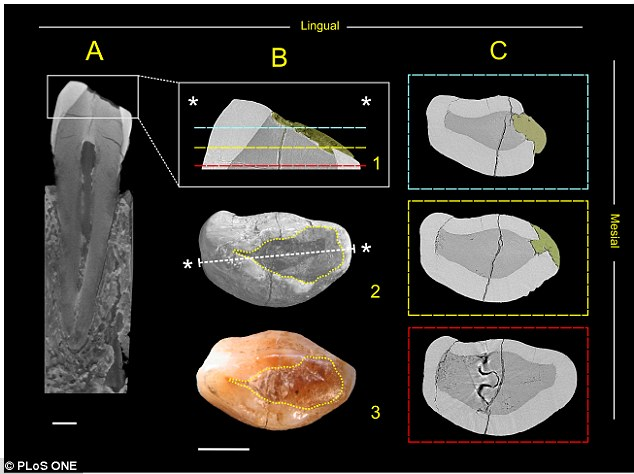 Lingual
A B C
* *
1
* *
2
3
Mesial
© PLoS ONE